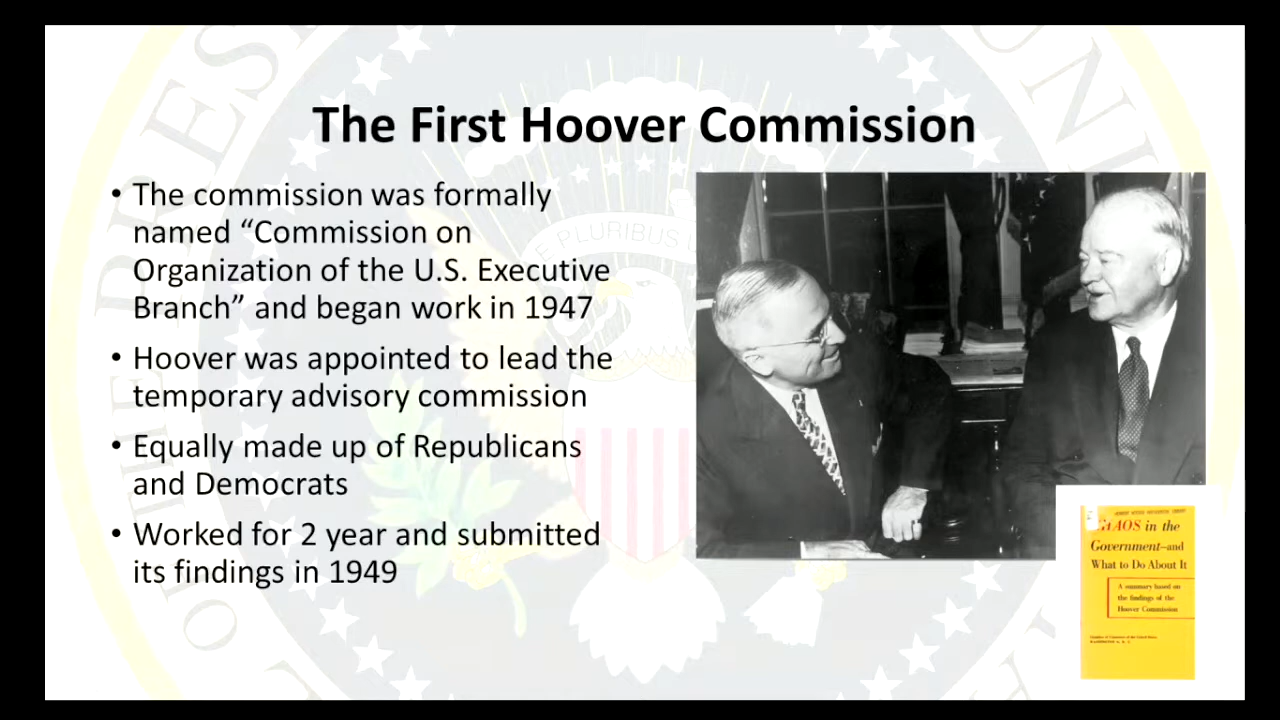 The First Hoover Commission
• The commission was formally
named “Commission on
Organization of the U.S. Executive
Branch” and began work in 1947
• Hoover was appointed to lead the
temporary advisory commission
• Equally made up of Republicans
and Democrats
• Worked for 2 year and submitted
its findings in 1949
E PLURIBUS
CHAOS in the
Government—and
What to Do About It
A summary based on
the findings of the
Hoover Commission